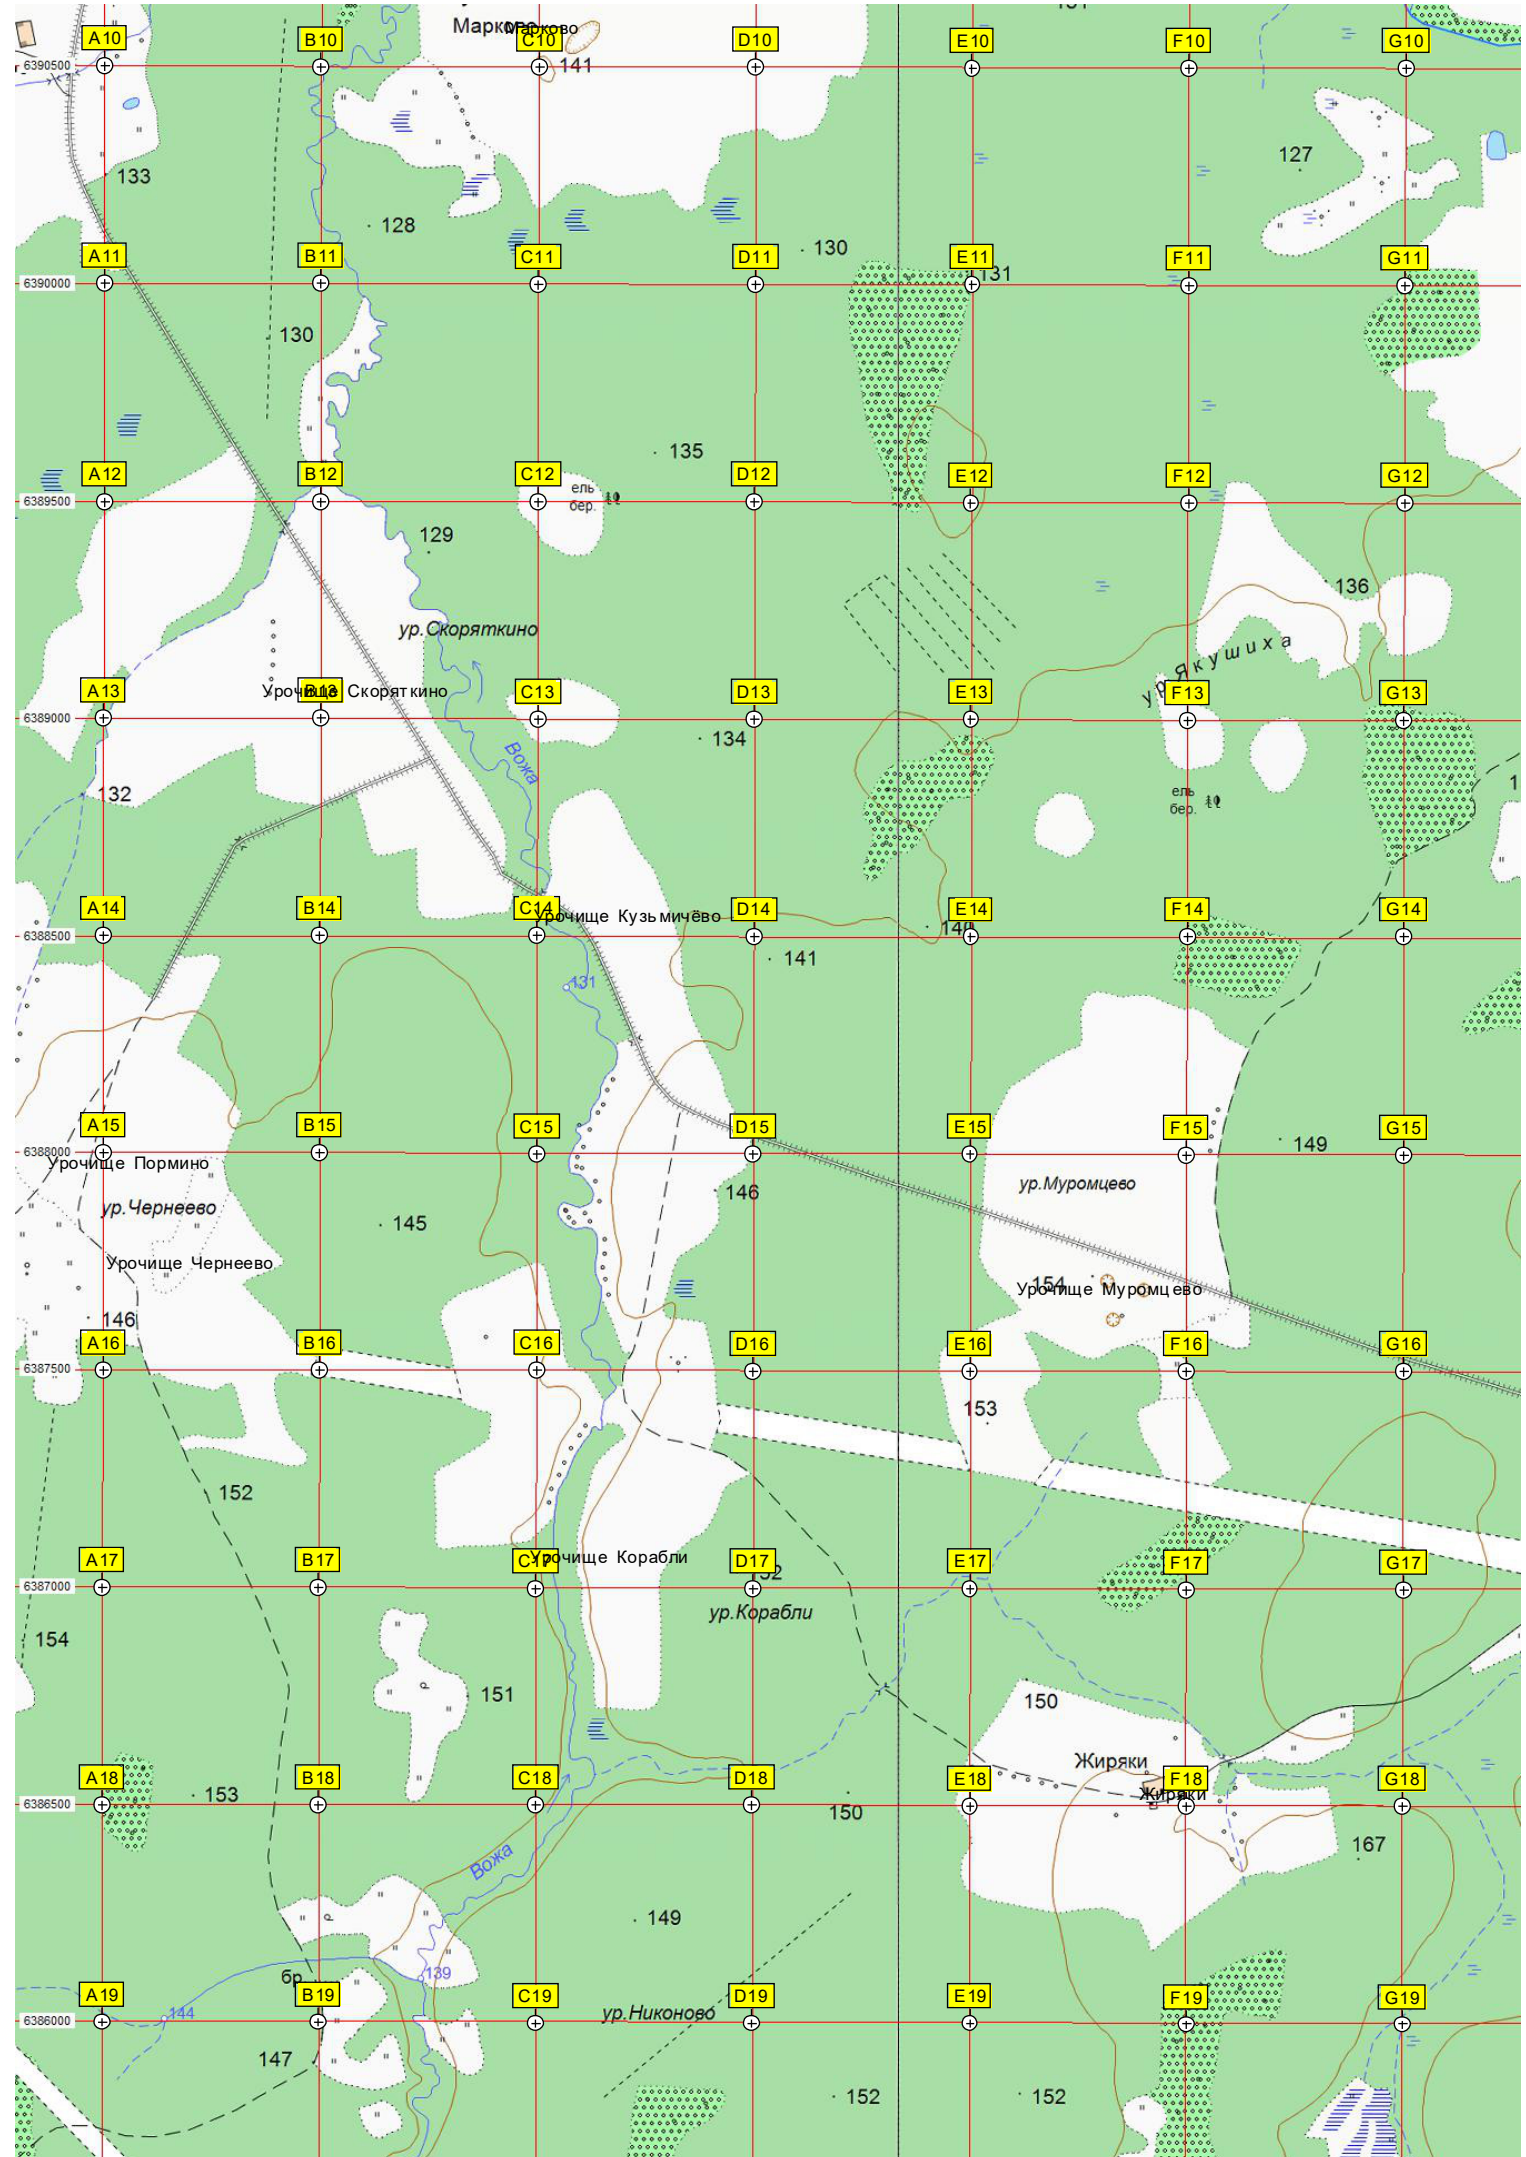 Марково
A10 B10 C10 D10 E10 F10 G10
6390500
141
127
133
128
130
A11 B11 C11 D11 E11 F11 G11
131
6390000
130
135
A12 B12 C12 D12 E12 F12 G12
ель
бер.
6389500
129
136
ур.Скоряткино
ур.Якушиха
Урочище Скоряткино
A13 B13 C13 D13 E13 F13 G13
6389000
134
Вожа
132
ель
бер.
A14 B14 C14 D14 E14 F14 G14
Урочище Кузьмичёво
140
6388500
141
131
A15 B15 C15 D15 E15 F15 G15
149
6388000
Урочище Пормино
ур.Муромцево
146
ур.Чернеево
145
Урочище Чернеево
154
Урочище Муромцево
146
A16 B16 C16 D16 E16 F16 G16
6387500
153
152
A17 B17 C17 D17 E17 F17 G17
Урочище Корабли
6387000
ур.Корабли
154
151
150
Жиряки
A18 B18 C18 D18 E18 F18 G18
153
Жиряки
6386500
150
167
Вожа
149
139
бр.
A19 B19 C19 D19 E19 F19 G19
144
ур.Никоново
6386000
147
152
152